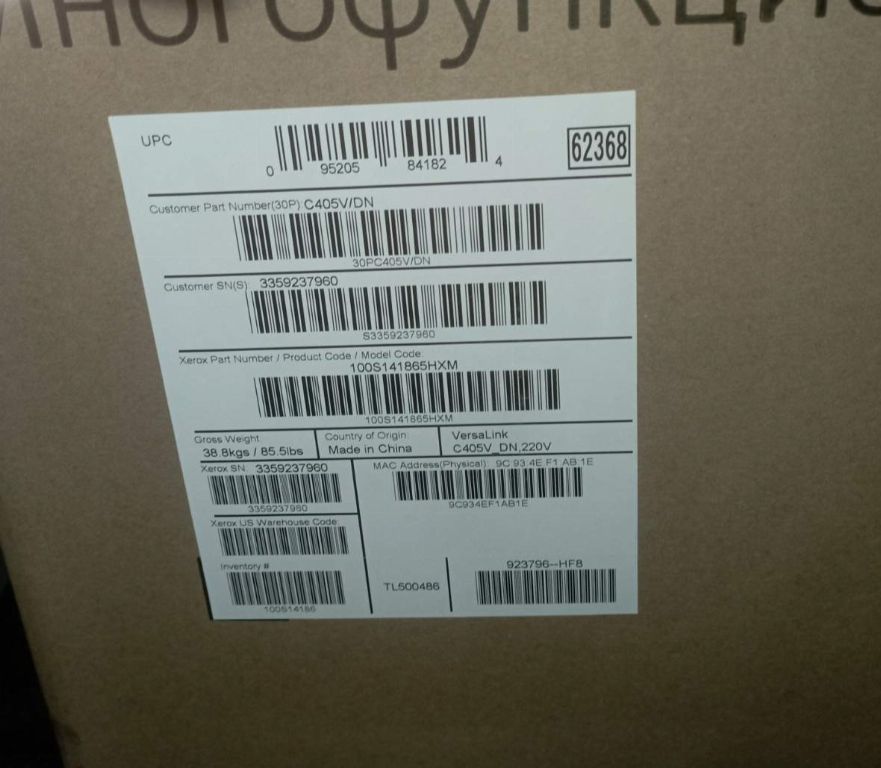 многофункцио
UPC
0 95205 84182 4
62368
Customer Part Number(30P): C405V/DN
30PC405V/DN
Customer SN(S): 3359237960
S3359237960
Xerox Part Number / Product Code / Model Code:
100S141865HXM
100S141865HXM
Gross Weight
38.8kgs / 85.5lbs
Country of Origin
Made in China
VersaLink
C405V_DN,220V
Xerox SN: 3359237960
3359237960
MAC Address(Physical): 9C 93 4E F1 AB 1E
9C934EF1AB1E
Xerox US Warehouse Code:
Inventory #
100S14186
TL500486
923796--HF8